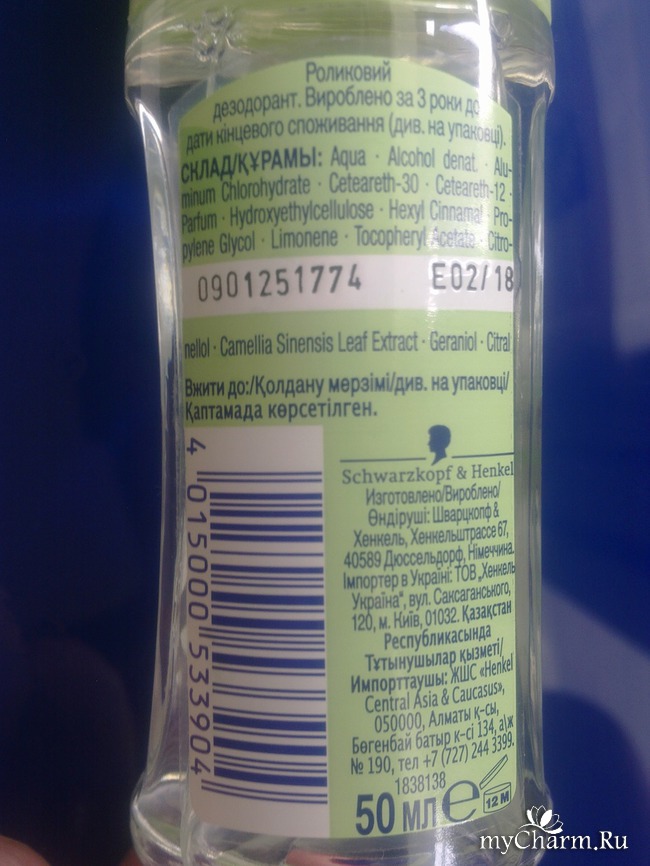 Роликовий
дезодорант. Вироблено за 3 роки до
дати кінцевого споживання (див. на упаковці).
СКЛАД/ҚҰРАМЫ: Aqua · Alcohol denat. · Alu-
minum Chlorohydrate · Ceteareth-30 · Ceteareth-12 ·
Parfum · Hydroxyethylcellulose · Hexyl Cinnamal · Pro-
pylene Glycol · Limonene · Tocopheryl Acetate · Citro-
0901251774 E02/18
nellol · Camellia Sinensis Leaf Extract · Geraniol · Citral
Вжити до:/Қолдану мерзімі/див. на упаковці/
Қаптамада көрсетілген.
4 015000 533904
Schwarzkopf & Henkel
Изготовлено/Вироблено/
Өндіруші: Шварцкопф &
Хенкель, Хенкельштрассе 67,
40589 Дюссельдорф, Німеччина.
Імпортер в Україні: ТОВ „Хенкель
Україна“, вул. Саксаганського,
120, м. Київ, 01032. Қазақстан
Республикасында
Тұтынушылар қызметі/
Импорттаушы: ЖШС «Henkel
Central Asia & Caucasus»,
050000, Алматы қ-сы,
Бөгенбай батыр к-сі 134, а\ж
№ 190, тел +7 (727) 244 3399.
1838138
50 МЛ e 12 M
myCharm.Ru